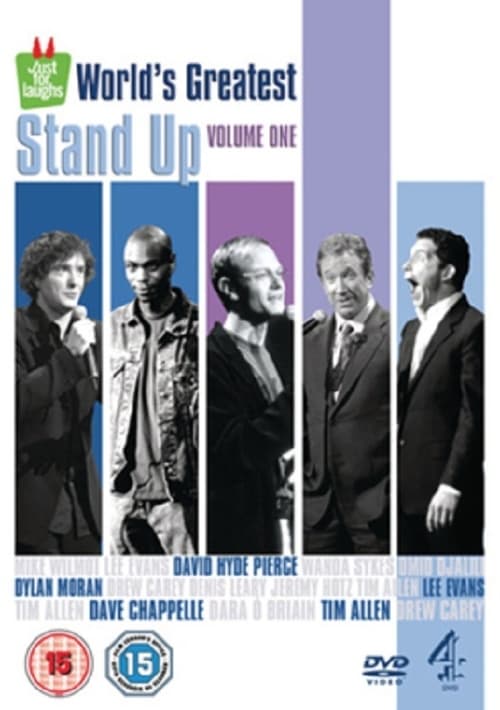 Just
for
laughs
World's Greatest
Stand Up VOLUME ONE
MIKE WILMOT LEE EVANS DAVID HYDE PIERCE WANDA SYKES OMID DJALILI
DYLAN MORAN DREW CAREY DENIS LEARY JEREMY HOTZ TIM ALLEN LEE EVANS
TIM ALLEN DAVE CHAPPELLE DARA Ó BRIAIN TIM ALLEN DREW CAREY
15
15
DVD
VIDEO
4
DVD